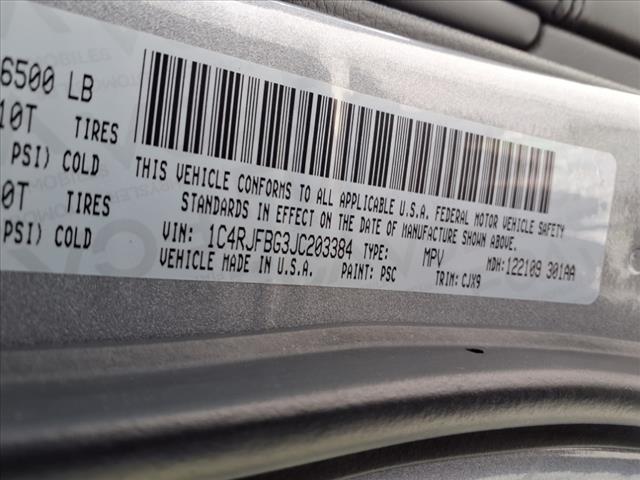 6500 LB
10T TIRES
PSI) COLD
0T TIRES
PSI) COLD
THIS VEHICLE CONFORMS TO ALL APPLICABLE U.S.A. FEDERAL MOTOR VEHICLE SAFETY
STANDARDS IN EFFECT ON THE DATE OF MANUFACTURE SHOWN ABOVE.
VIN: 1C4RJFBG3JC203384 TYPE: MPV MDH: 122109 301AA
VEHICLE MADE IN U.S.A. PAINT: PSC TRIM: CJX9